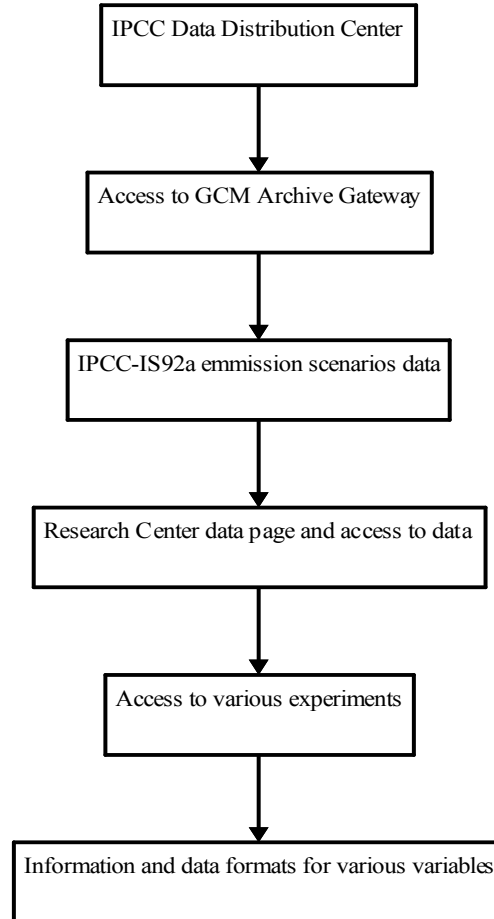 IPCC Data Distribution Center
Access to GCM Archive Gateway
IPCC-IS92a emmission scenarios data
Research Center data page and access to data
Access to various experiments
Information and data formats for various variables